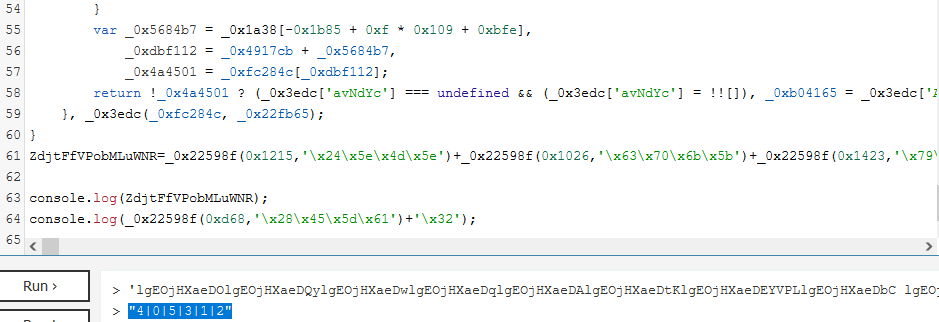 54 }
55 var _0x5684b7 = _0x1a38[-0x1b85 + 0xf * 0x109 + 0xbfe],
56 _0xdbf112 = _0x4917cb + _0x5684b7,
57 _0x4a4501 = _0xfc284c[_0xdbf112];
58 return !_0x4a4501 ? (_0x3edc['avNdYc'] === undefined && (_0x3edc['avNdYc'] = !![]), _0xb04165 = _0x3edc['A
59 }, _0x3edc(_0xfc284c, _0x22fb65);
60 }
61 ZdjtFfVPobMLuWNR=_0x22598f(0x1215,'\x24\x5e\x4d\x5e')+_0x22598f(0x1026,'\x63\x70\x6b\x5b')+_0x22598f(0x1423,'\x79\
62
63 console.log(ZdjtFfVPobMLuWNR);
64 console.log(_0x22598f(0xd68,'\x28\x45\x5d\x61')+'\x32');
65
Run ›
> 'lgEOjHXaeDOlgEOjHXaeDQylgEOjHXaeDwlgEOjHXaeDqlgEOjHXaeDAlgEOjHXaeDtKlgEOjHXaeDEYVPLlgEOjHXaeDbC lgEOj
> "4|0|5|3|1|2"